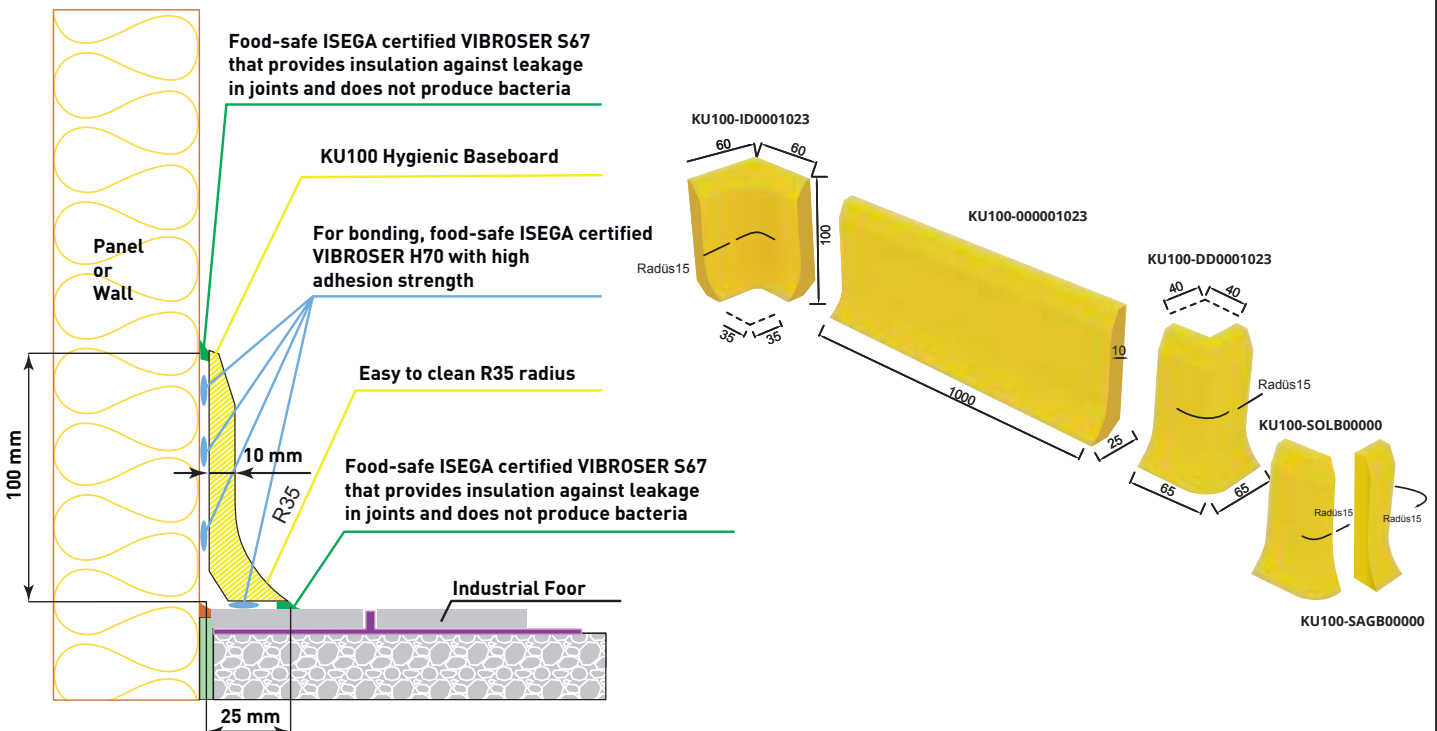 Food-safe ISEGA certified VIBROSER S67
that provides insulation against leakage
in joints and does not produce bacteria
KU100 Hygienic Baseboard
For bonding, food-safe ISEGA certified
VIBROSER H70 with high
adhesion strength
Panel
or
Wall
Easy to clean R35 radius
100 mm
10 mm
R35
Food-safe ISEGA certified VIBROSER S67
that provides insulation against leakage
in joints and does not produce bacteria
Industrial Foor
25 mm
KU100-ID0001023
60
60
100
Radüs15
35
35
KU100-000001023
10
1000
25
KU100-DD0001023
40
40
Radüs15
65
65
KU100-SOLB00000
Radüs15
Radüs15
KU100-SAGB00000